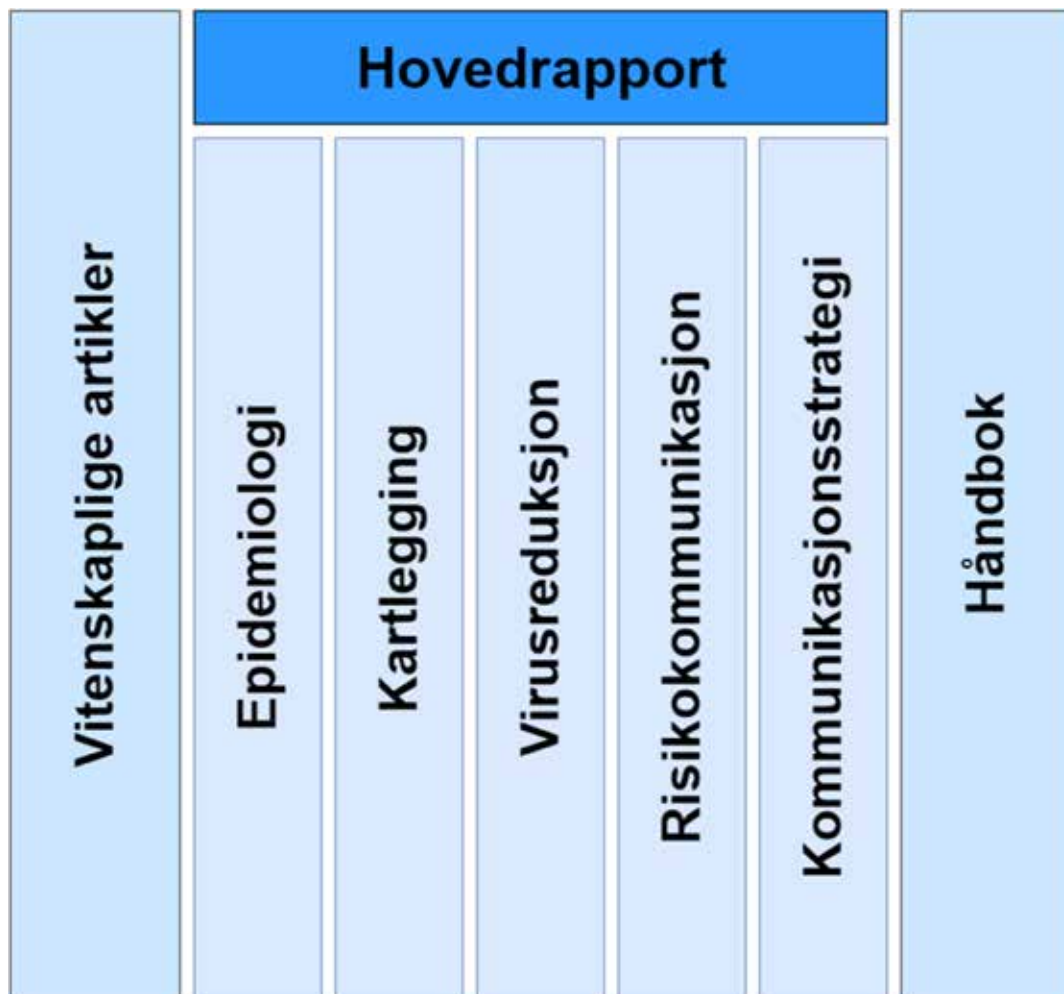 Hovedrapport
Vitenskaplige artikler
Epidemiologi
Kartlegging
Virusreduksjon
Risikokommunikasjon
Kommunikasjonsstrategi
Håndbok